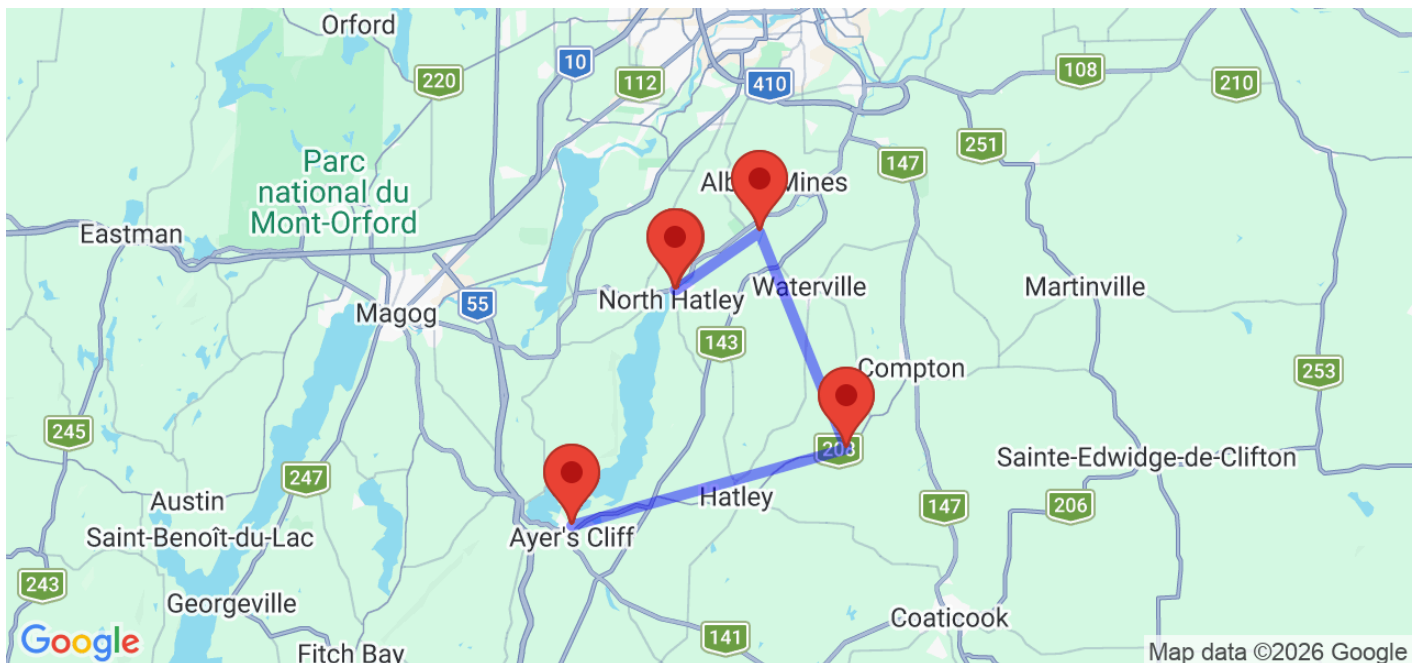 Orford
10
220
112
410
108
210
251
147
Parc
national du
Mont-Orford
Mines
Eastman
Magog
55
North Hatley
Waterville
Martinville
143
Compton
253
245
247
208
Sainte-Edwidge-de-Clifton
Austin
Hatley
147
206
Saint-Benoît-du-Lac
Ayer's Cliff
243
Georgeville
Coaticook
141
Fitch Bay
Google
Map data ©2026 Google